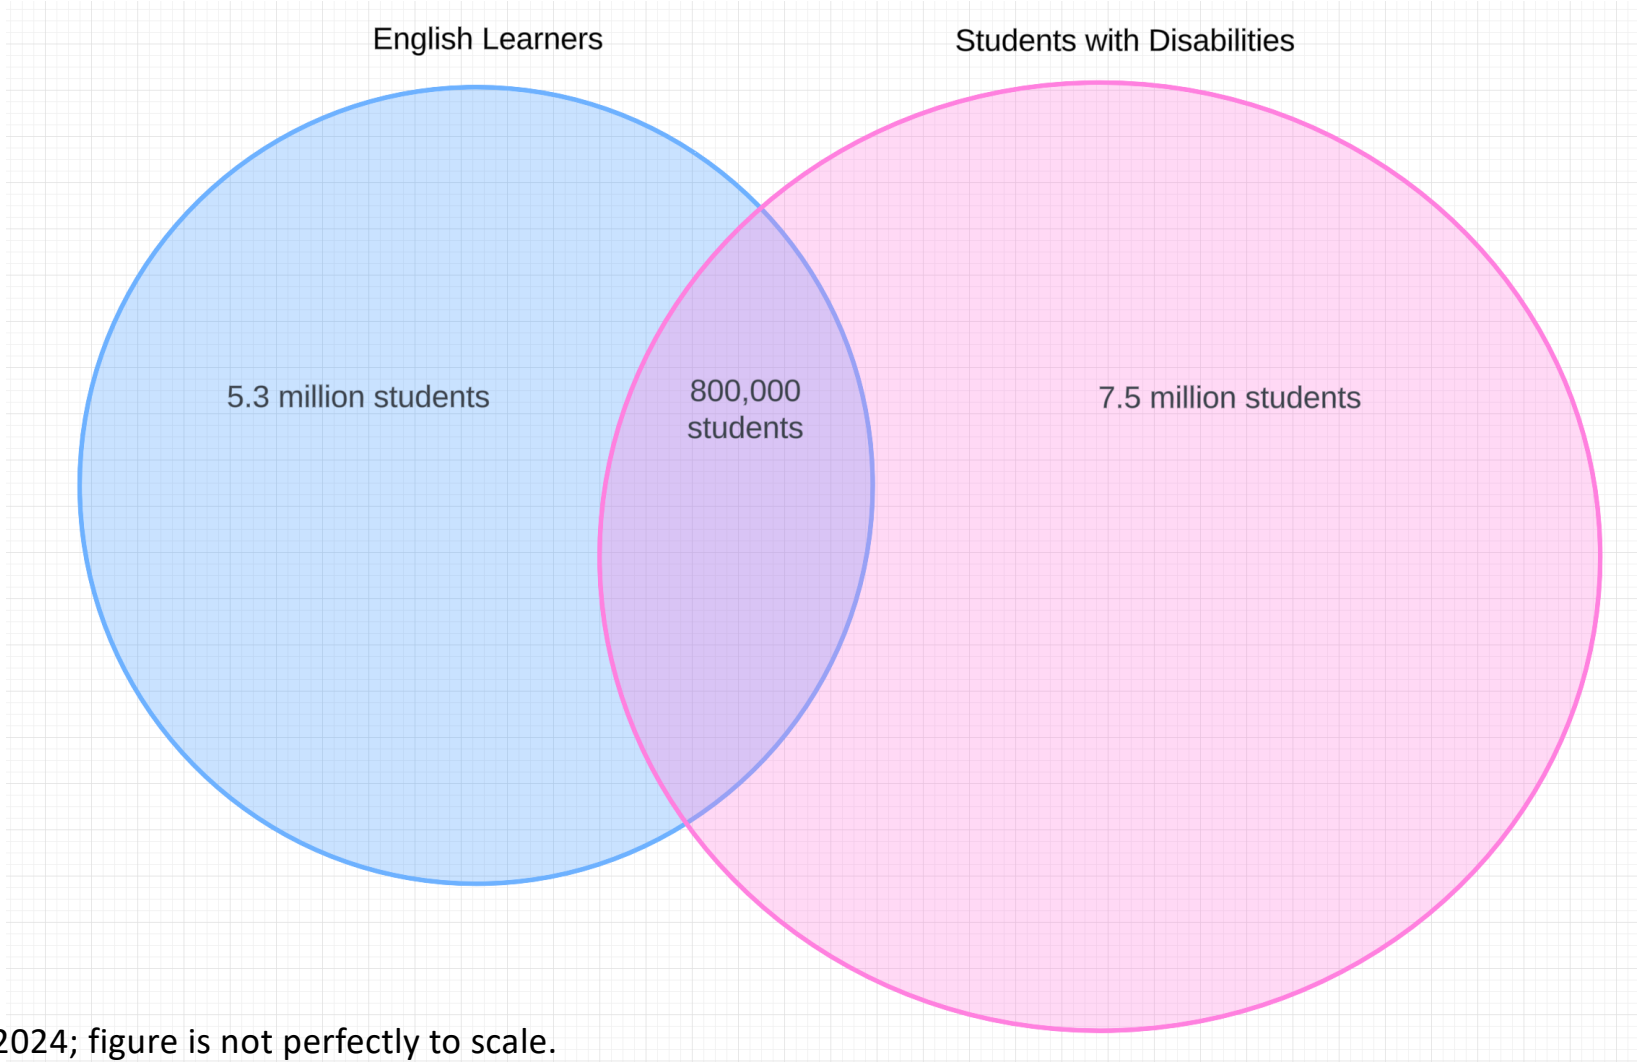 English Learners
Students with Disabilities
5.3 million students
800,000
students
7.5 million students
2024; figure is not perfectly to scale.